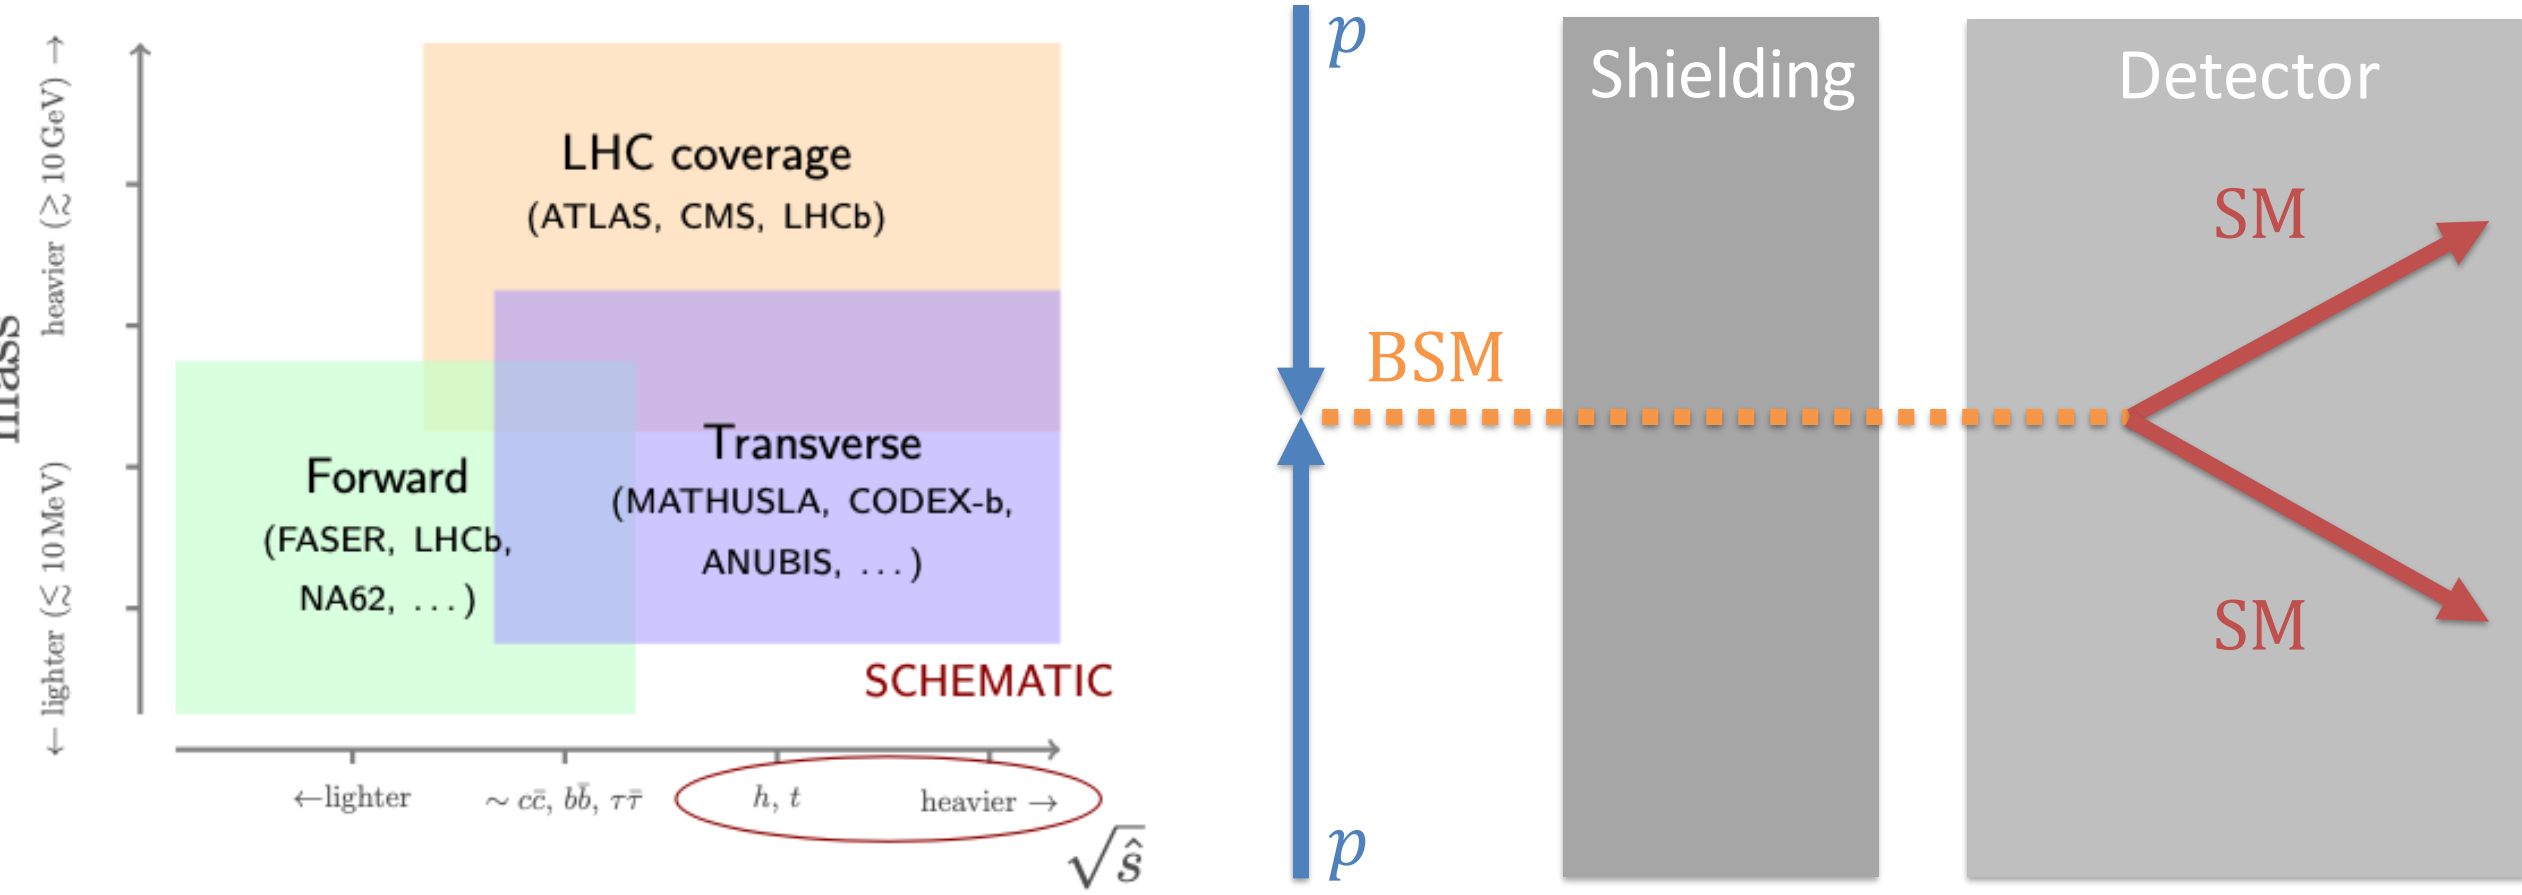 heavier (≳ 10 GeV) →
mass
← lighter (≲ 10 MeV)
LHC coverage
(ATLAS, CMS, LHCb)
Transverse
(MATHUSLA, CODEX-b,
ANUBIS, ...)
Forward
(FASER, LHCb,
NA62, ...)
SCHEMATIC
←lighter
~ cc̄, bb̄, ττ̄
h, t
heavier →
√ŝ
p
Shielding
Detector
BSM
SM
SM
p